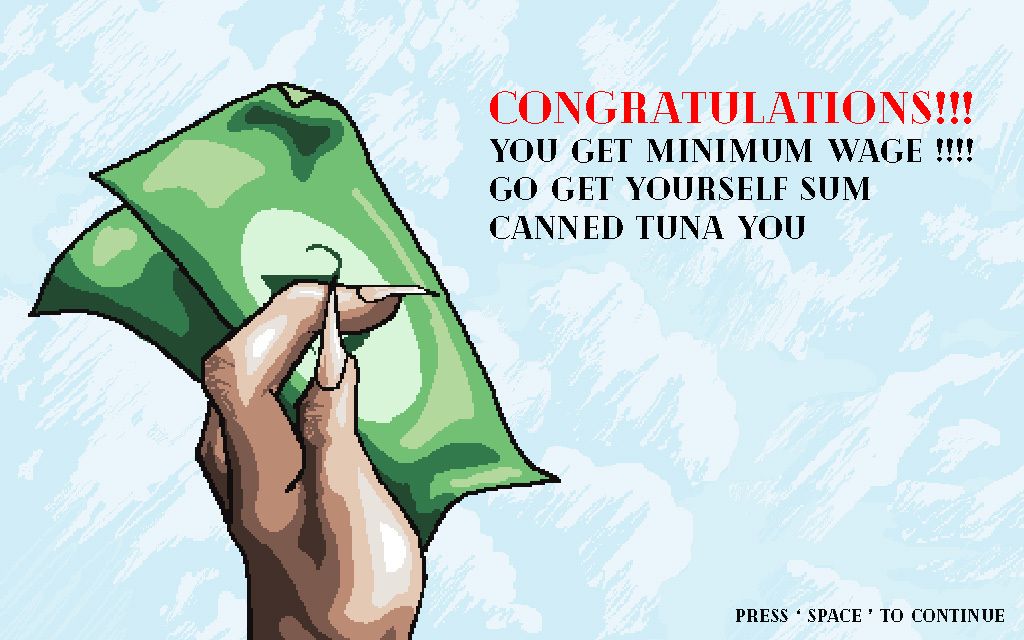 CONGRATULATIONS!!!
YOU GET MINIMUM WAGE !!!!
GO GET YOURSELF SUM
CANNED TUNA YOU
PRESS ‘ SPACE ’ TO CONTINUE